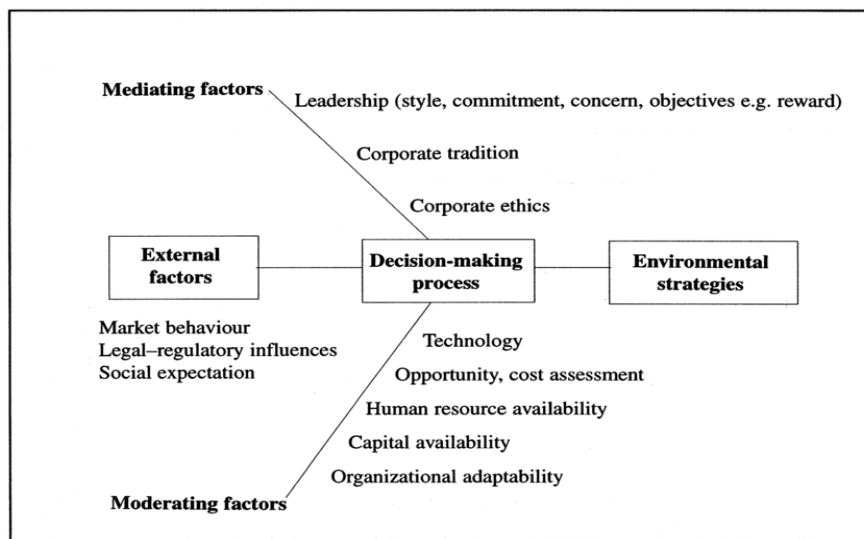 Mediating factors
Leadership (style, commitment, concern, objectives e.g. reward)
Corporate tradition
Corporate ethics
External
factors
Decision-making
process
Environmental
strategies
Market behaviour
Legal–regulatory influences
Social expectation
Technology
Opportunity, cost assessment
Human resource availability
Capital availability
Organizational adaptability
Moderating factors